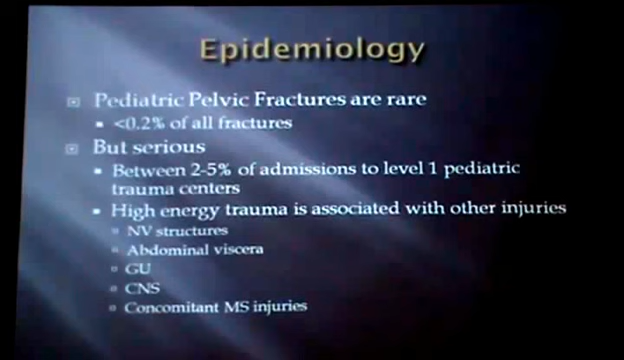 Epidemiology
Pediatric Pelvic Fractures are rare
<0.2% of all fractures
But serious
Between 2-5% of admissions to level 1 pediatric
trauma centers
High energy trauma is associated with other injuries
NV structures
Abdominal viscera
GU
CNS
Concomitant MS injuries